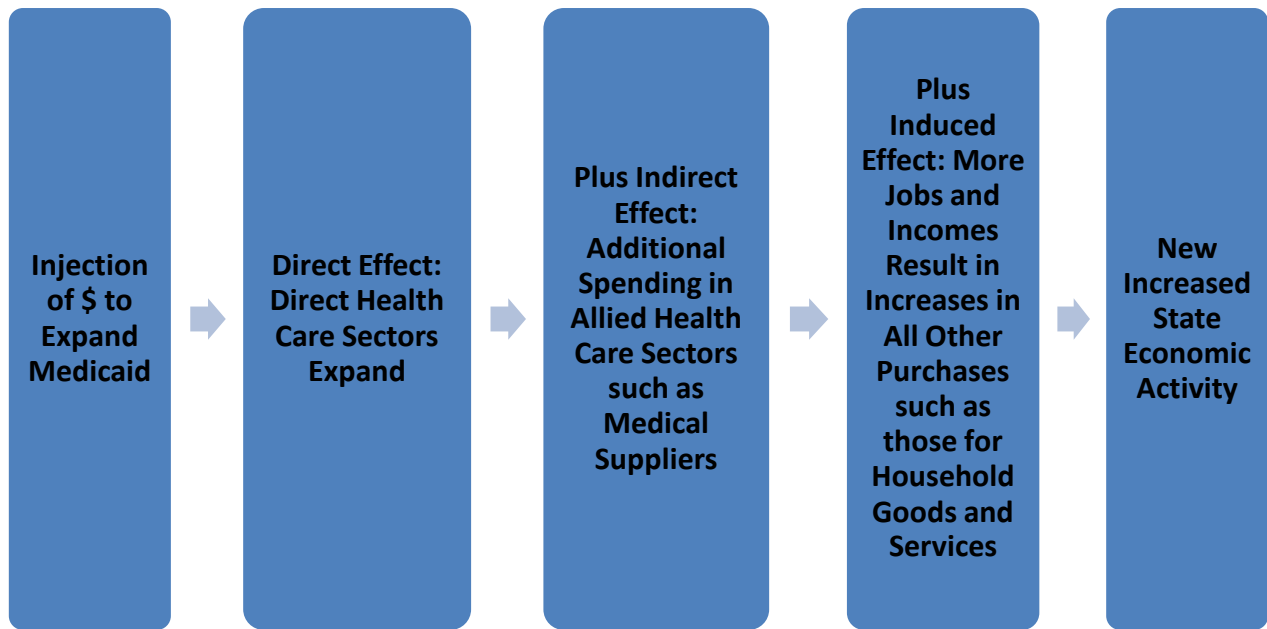 Injection
of $ to
Expand
Medicaid
Direct Effect:
Direct Health
Care Sectors
Expand
Plus Indirect
Effect:
Additional
Spending in
Allied Health
Care Sectors
such as
Medical
Suppliers
Plus
Induced
Effect: More
Jobs and
Incomes
Result in
Increases in
All Other
Purchases
such as
those for
Household
Goods and
Services
New
Increased
State
Economic
Activity